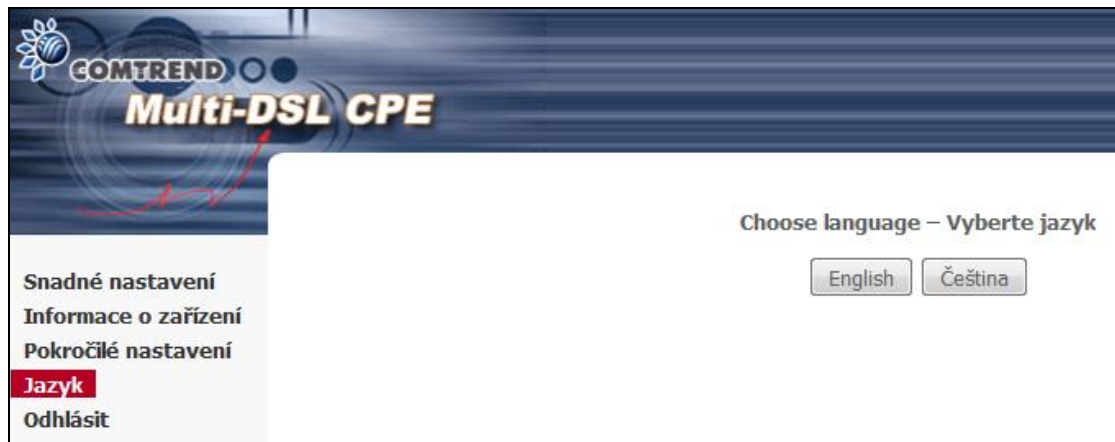 COMTREND
Multi-DSL CPE
Choose language – Vyberte jazyk
English Čeština
Snadné nastavení
Informace o zařízení
Pokročilé nastavení
Jazyk
Odhlásit